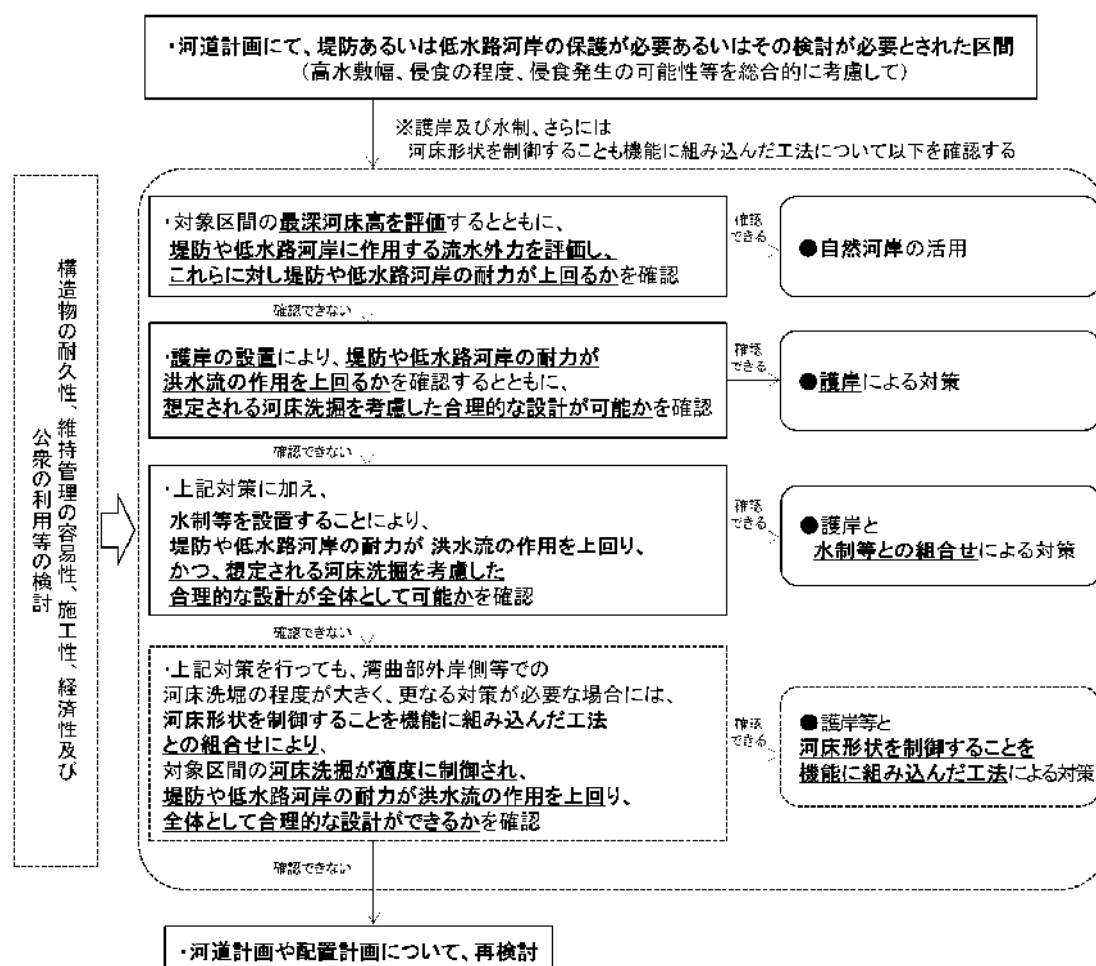 ・河道計画にて、堤防あるいは低水路河岸の保護が必要あるいはその検討が必要とされた区間
（高水敷幅、侵食の程度、侵食発生の可能性等を総合的に考慮して）
※護岸及び水制、さらには
河床形状を制御することも機能に組み込んだ工法について以下を確認する
構造物の耐久性、維持管理の容易性、施工性、経済性及び
公衆の利用等の検討
・対象区間の最深河床高を評価するとともに、
堤防や低水路河岸に作用する流水外力を評価し、
これらに対し堤防や低水路河岸の耐力が上回るかを確認
確認
できる
●自然河岸の活用
確認できない
・護岸の設置により、堤防や低水路河岸の耐力が
洪水流の作用を上回るかを確認するとともに、
想定される河床洗掘を考慮した合理的な設計が可能かを確認
確認
できる
●護岸による対策
確認できない
・上記対策に加え、
水制等を設置することにより、
堤防や低水路河岸の耐力が 洪水流の作用を上回り、
かつ、想定される河床洗掘を考慮した
合理的な設計が全体として可能かを確認
確認
できる
●護岸と
水制等との組合せによる対策
確認できない
・上記対策を行っても、湾曲部外岸側等での
河床洗堀の程度が大きく、更なる対策が必要な場合には、
河床形状を制御することを機能に組み込んだ工法
との組合せにより、
対象区間の河床洗掘が適度に制御され、
堤防や低水路河岸の耐力が洪水流の作用を上回り、
全体として合理的な設計ができるかを確認
確認
できる
●護岸等と
河床形状を制御することを
機能に組み込んだ工法による対策
確認できない
・河道計画や配置計画について、再検討